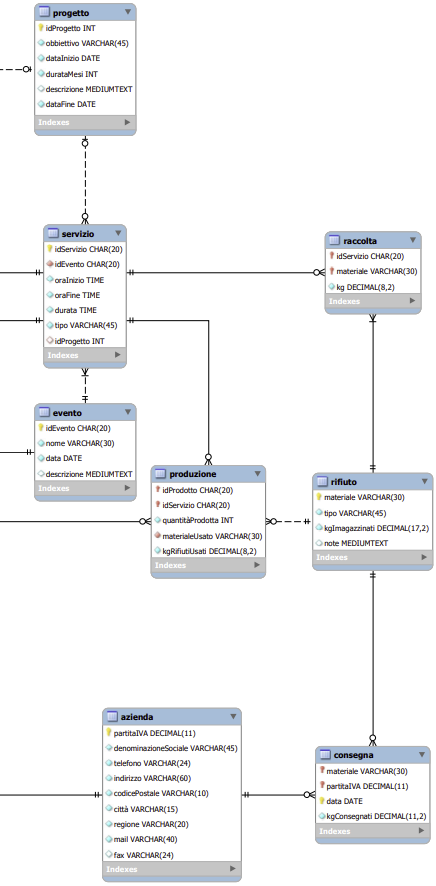 progetto
idProgetto INT
obbiettivo VARCHAR(45)
dataInizio DATE
durataMesi INT
descrizione MEDIUMTEXT
dataFine DATE
Indexes
servizio
idServizio CHAR(20)
idEvento CHAR(20)
oraInizio TIME
oraFine TIME
durata TIME
tipo VARCHAR(45)
idProgetto INT
Indexes
raccolta
idServizio CHAR(20)
materiale VARCHAR(30)
kg DECIMAL(8,2)
Indexes
evento
idEvento CHAR(20)
nome VARCHAR(30)
data DATE
descrizione MEDIUMTEXT
Indexes
produzione
idProdotto CHAR(20)
idServizio CHAR(20)
quantitàProdotta INT
materialeUsato VARCHAR(30)
kgRifiutiUsati DECIMAL(8,2)
Indexes
rifiuto
materiale VARCHAR(30)
tipo VARCHAR(45)
kgImagazzinati DECIMAL(17,2)
note MEDIUMTEXT
Indexes
azienda
partitaIVA DECIMAL(11)
denominazioneSociale VARCHAR(45)
telefono VARCHAR(24)
indirizzo VARCHAR(60)
codicePostale VARCHAR(10)
città VARCHAR(15)
regione VARCHAR(20)
mail VARCHAR(40)
fax VARCHAR(24)
Indexes
consegna
materiale VARCHAR(30)
partitaIVA DECIMAL(11)
data DATE
kgConsegnati DECIMAL(11,2)
Indexes